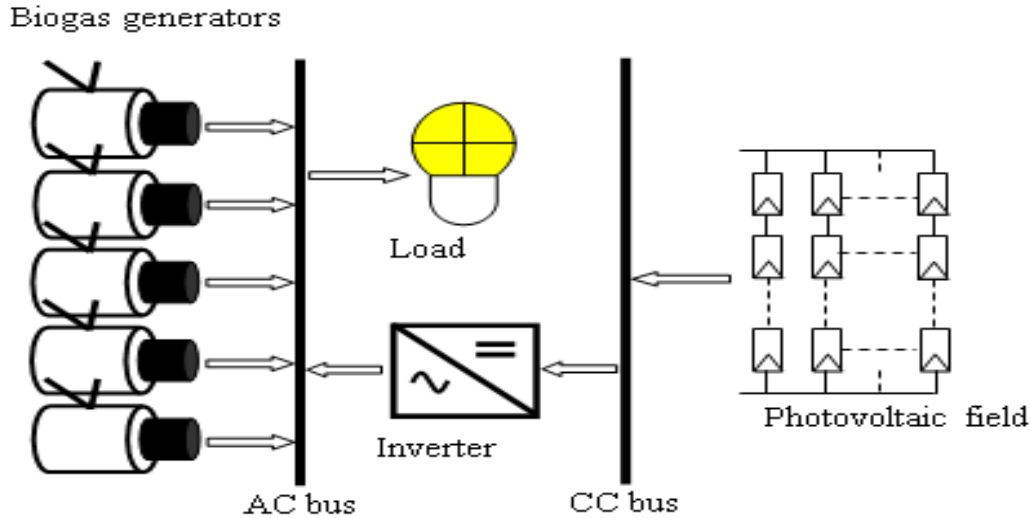 Biogas generators
Load
Photovoltaic field
Inverter
AC bus
CC bus